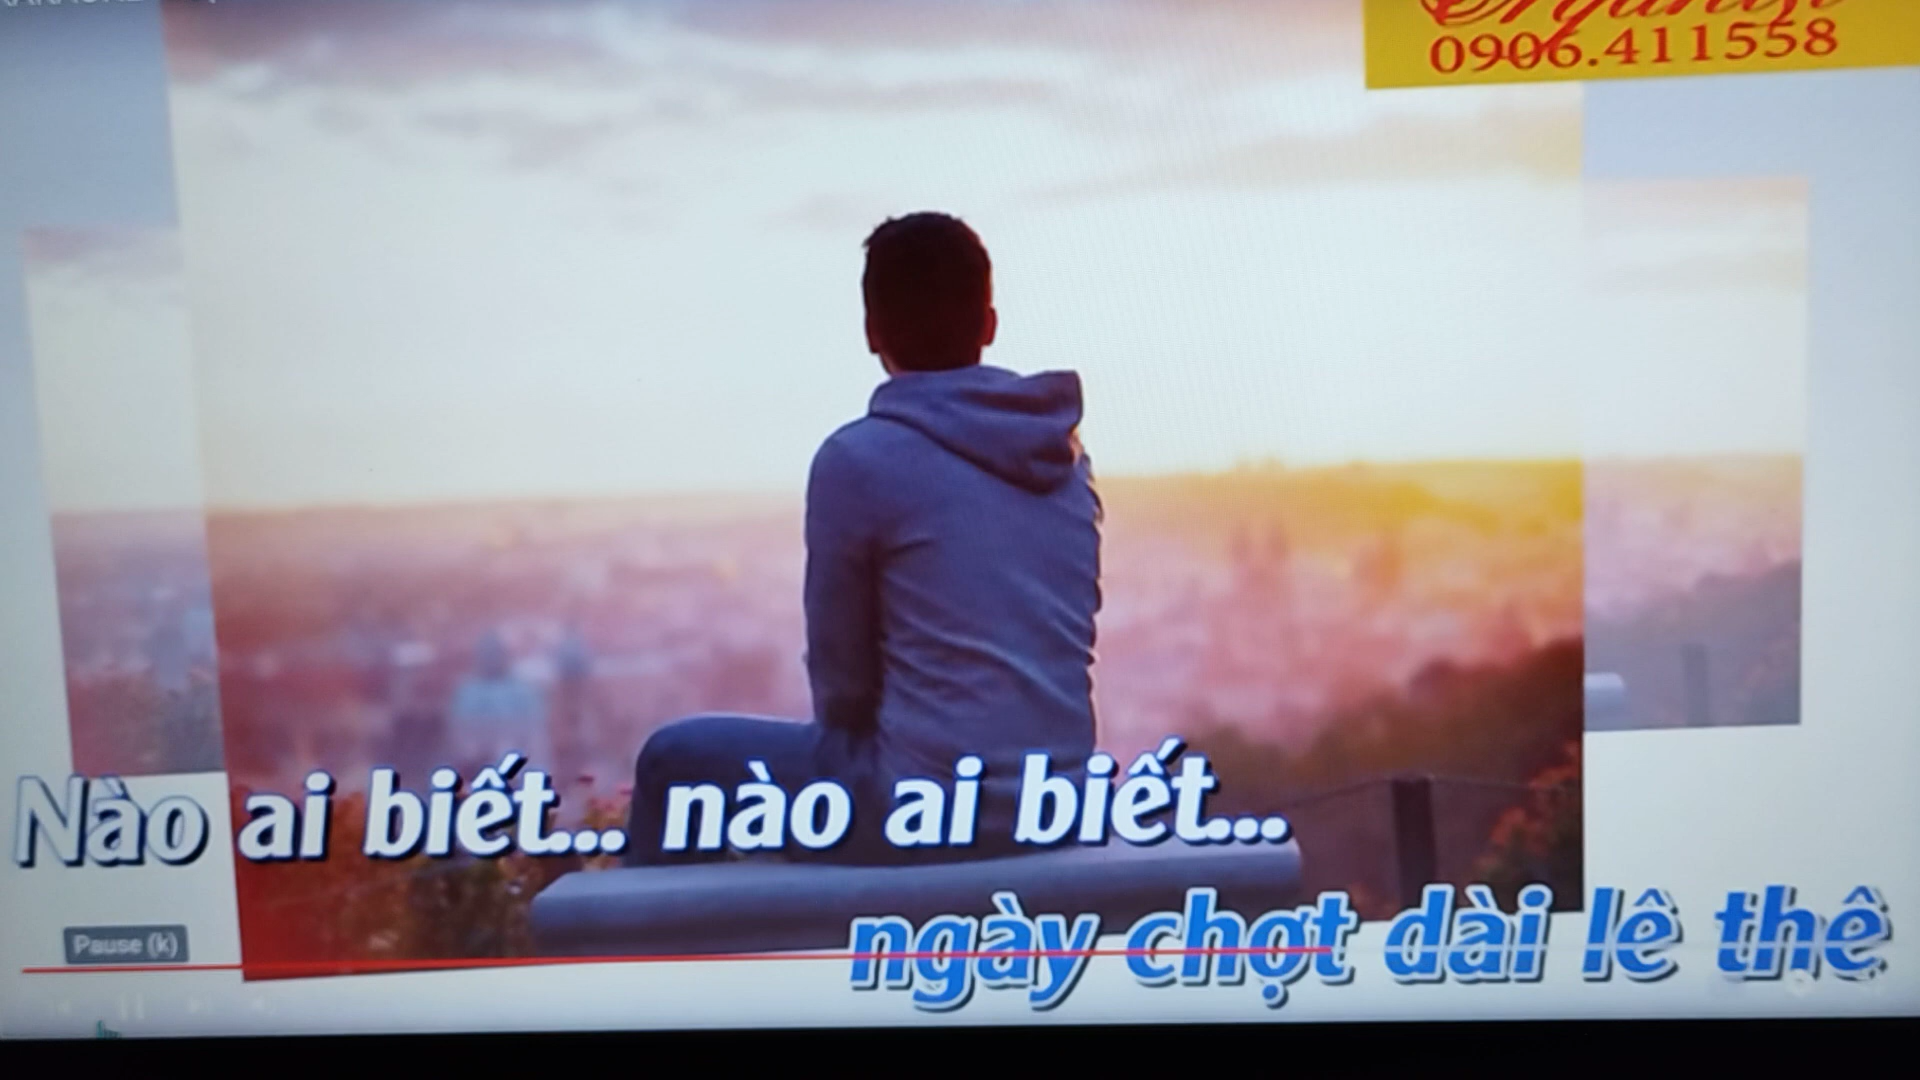 0906.411558
Nào ai biết... nào ai biết...
ngày chợt dài lê thê
Pause (k)